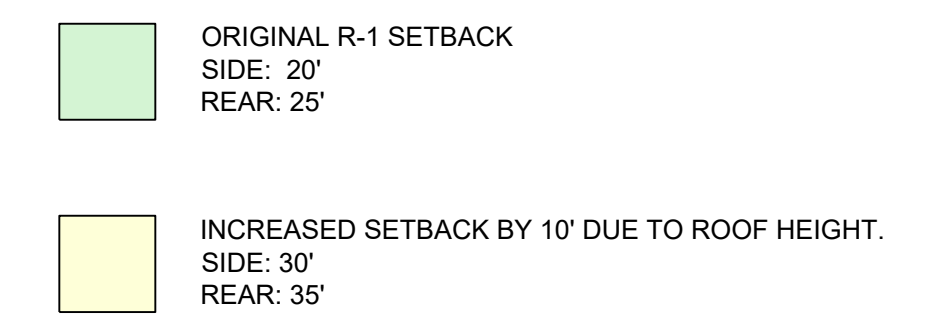 ORIGINAL R-1 SETBACK
SIDE:  20'
REAR: 25'
INCREASED SETBACK BY 10' DUE TO ROOF HEIGHT.
SIDE: 30'
REAR: 35'